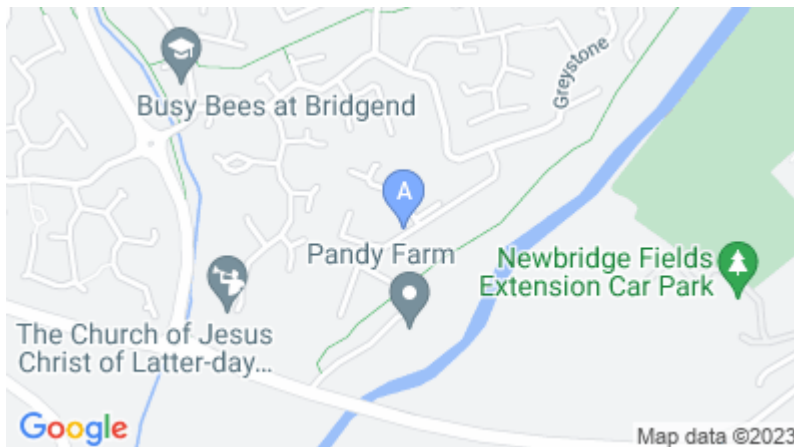 Greystone
Busy Bees at Bridgend
A
Pandy Farm
Newbridge Fields
Extension Car Park
The Church of Jesus
Christ of Latter-day...
Google
Map data ©2023